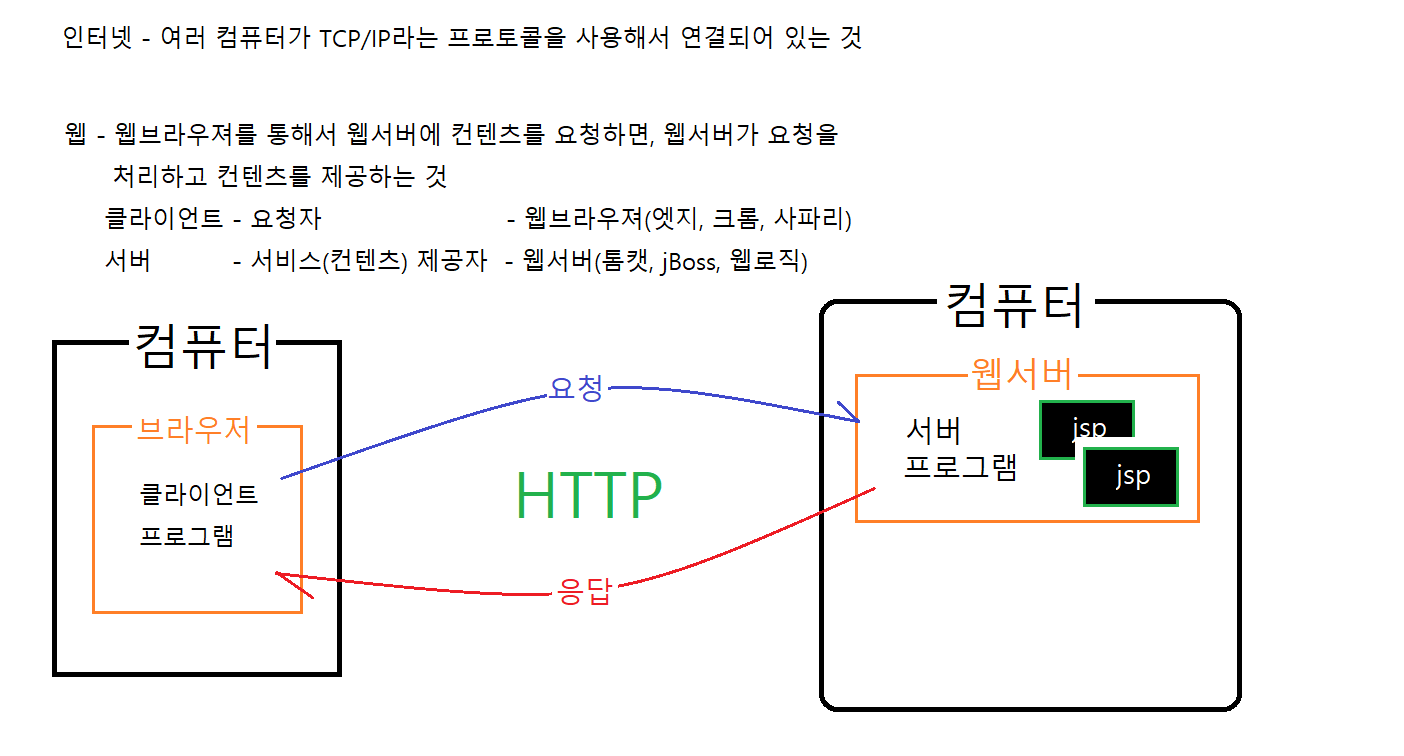 인터넷 - 여러 컴퓨터가 TCP/IP라는 프로토콜을 사용해서 연결되어 있는 것
웹 - 웹브라우져를 통해서 웹서버에 컨텐츠를 요청하면, 웹서버가 요청을
처리하고 컨텐츠를 제공하는 것
클라이언트 - 요청자 - 웹브라우져(엣지, 크롬, 사파리)
서버 - 서비스(컨텐츠) 제공자 - 웹서버(톰캣, jBoss, 웹로직)
컴퓨터
브라우저
클라이언트
프로그램
요청
HTTP
응답
컴퓨터
웹서버
서버
프로그램
jsp
jsp